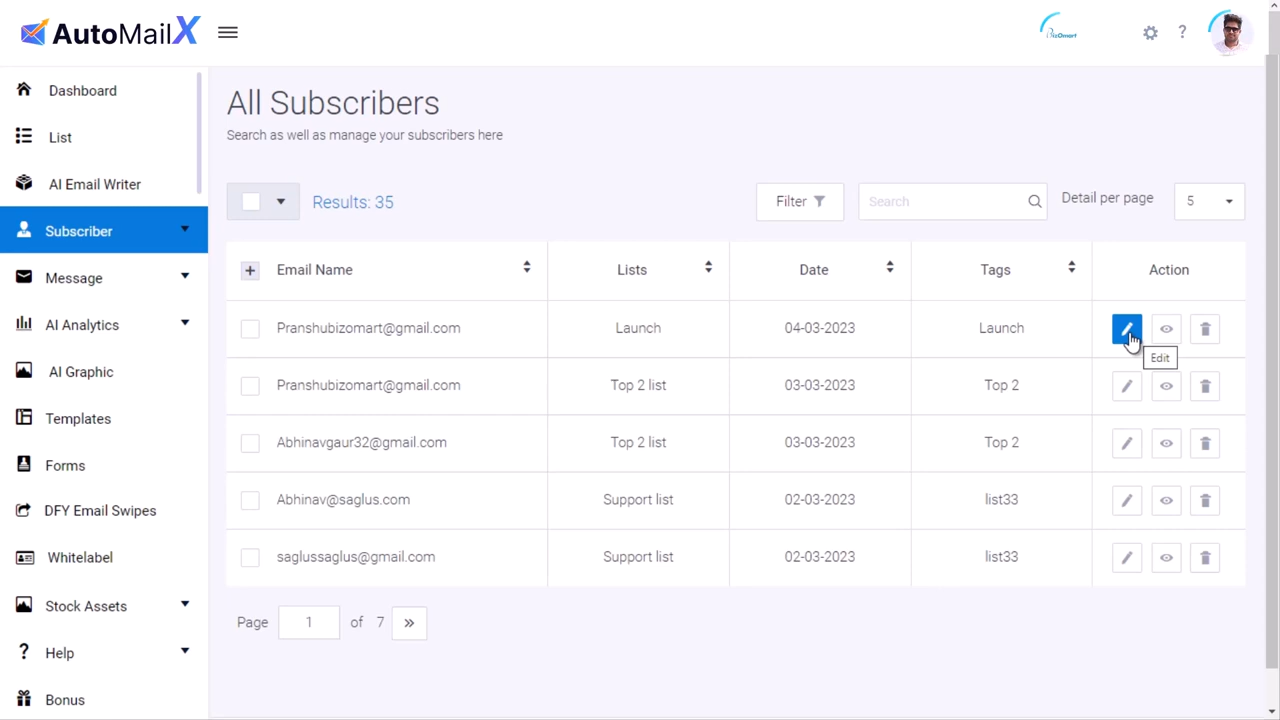 AutoMailX
BizOmart
?
Dashboard
List
AI Email Writer
Subscriber
Message
AI Analytics
AI Graphic
Templates
Forms
DFY Email Swipes
Whitelabel
Stock Assets
? Help
Bonus
All Subscribers
Search as well as manage your subscribers here
Results: 35 Filter Search Detail per page 5
+ Email Name Lists Date Tags Action
Pranshubizomart@gmail.com Launch 04-03-2023 Launch
Edit
Pranshubizomart@gmail.com Top 2 list 03-03-2023 Top 2
Abhinavgaur32@gmail.com Top 2 list 03-03-2023 Top 2
Abhinav@saglus.com Support list 02-03-2023 list33
saglussaglus@gmail.com Support list 02-03-2023 list33
Page 1 of 7 »